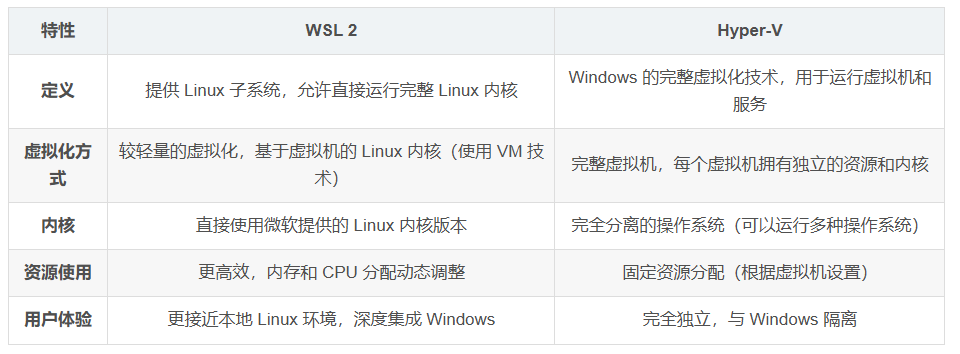 特性 WSL 2 Hyper-V
定义 提供 Linux 子系统，允许直接运行完整 Linux 内核 Windows 的完整虚拟化技术，用于运行虚拟机和
服务
虚拟化方 较轻量的虚拟化，基于虚拟机的 Linux 内核（使用 VM 技 完整虚拟机，每个虚拟机拥有独立的资源和内核
式 术）
内核 直接使用微软提供的 Linux 内核版本 完全分离的操作系统（可以运行多种操作系统）
资源使用 更高效，内存和 CPU 分配动态调整 固定资源分配（根据虚拟机设置）
用户体验 更接近本地 Linux 环境，深度集成 Windows 完全独立，与 Windows 隔离